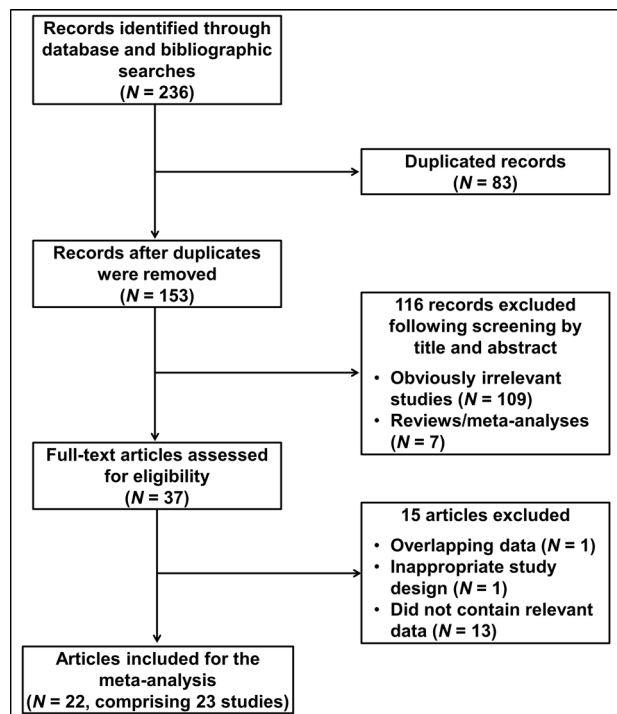 Records identified through
database and bibliographic
searches
(N = 236)
Duplicated records
(N = 83)
Records after duplicates
were removed
(N = 153)
116 records excluded
following screening by
title and abstract
• Obviously irrelevant
studies (N = 109)
• Reviews/meta-analyses
(N = 7)
Full-text articles assessed
for eligibility
(N = 37)
15 articles excluded
• Overlapping data (N = 1)
• Inappropriate study
design (N = 1)
• Did not contain relevant
data (N = 13)
Articles included for the
meta-analysis
(N = 22, comprising 23 studies)